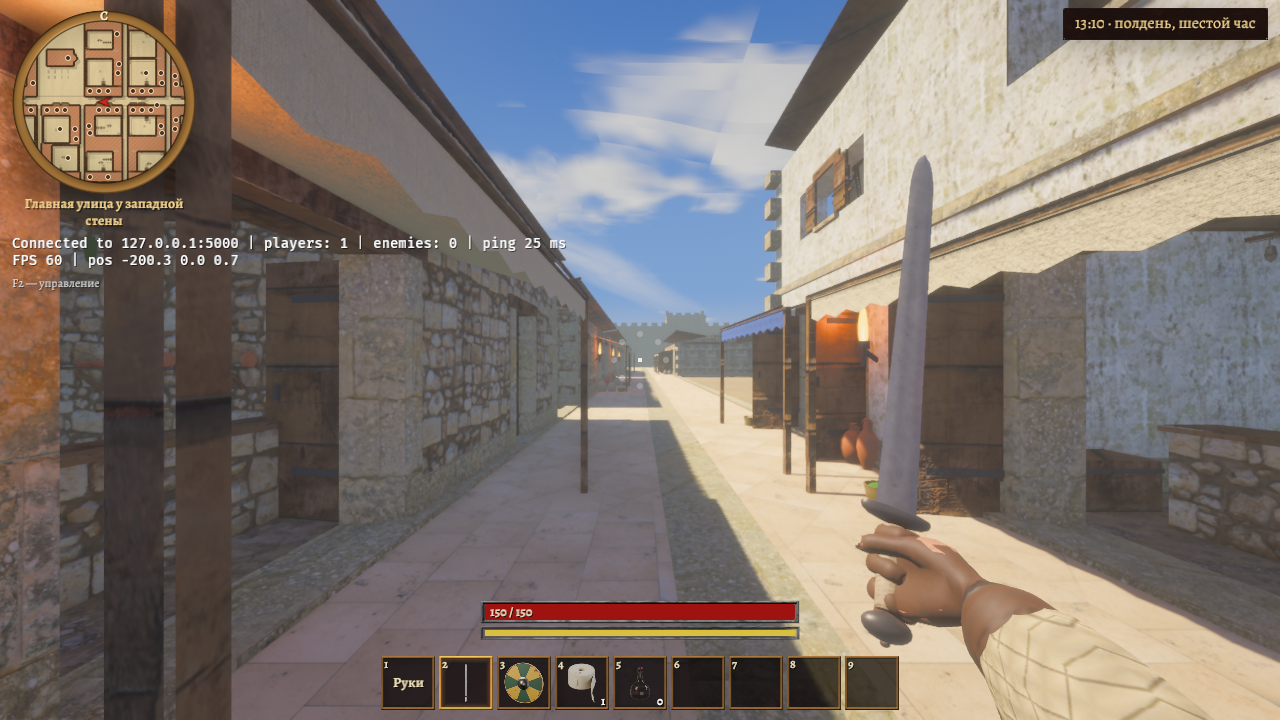 С
13:10 · полдень, шестой час
Главная улица у западной
стены
Connected to 127.0.0.1:5000 | players: 1 | enemies: 0 | ping 25 ms
FPS 60 | pos -200.3 0.0 0.7
F2 — управление
150 / 150
1 2 3 4 5 6 7 8 9
Руки
1 0